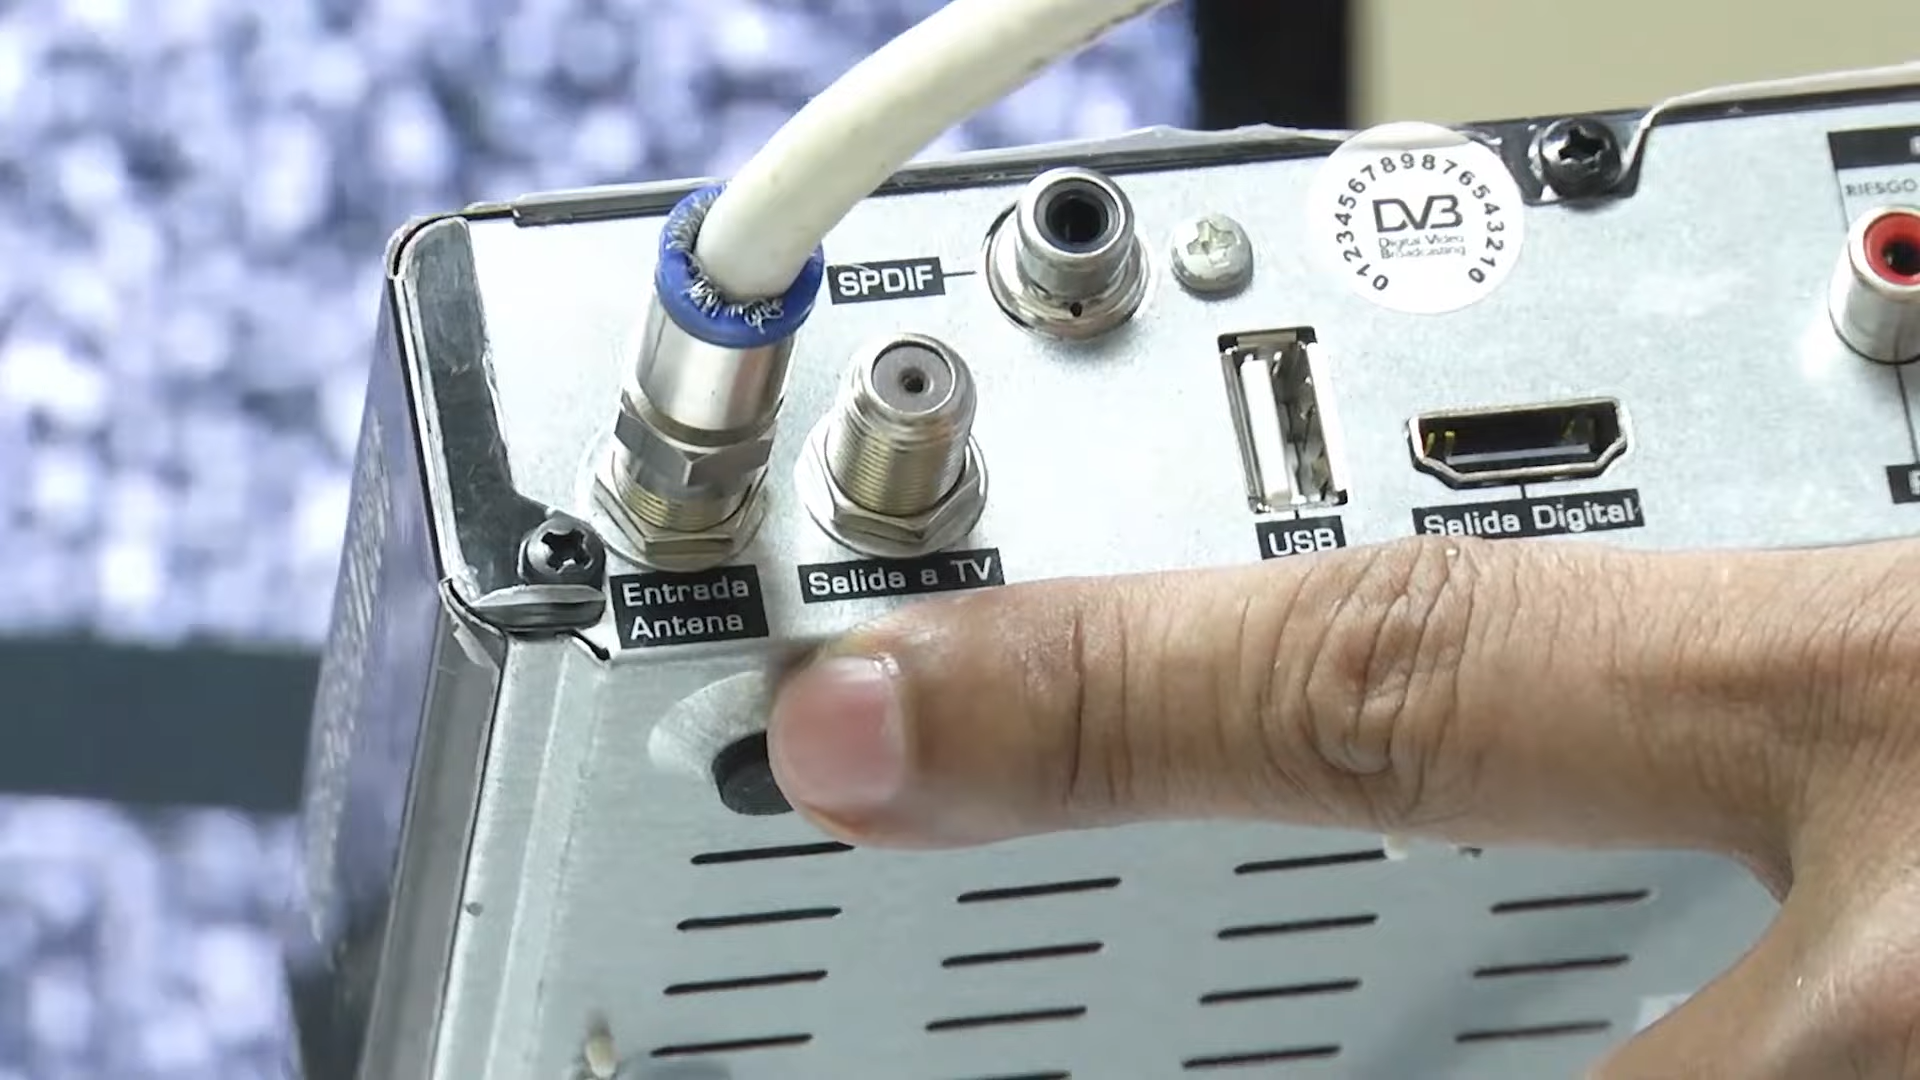 SPDIF
0123456789876543210
DVB
Digital Video
Broadcasting
RIESGO
USB
Salida Digital
Salida a TV
Entrada
Antena